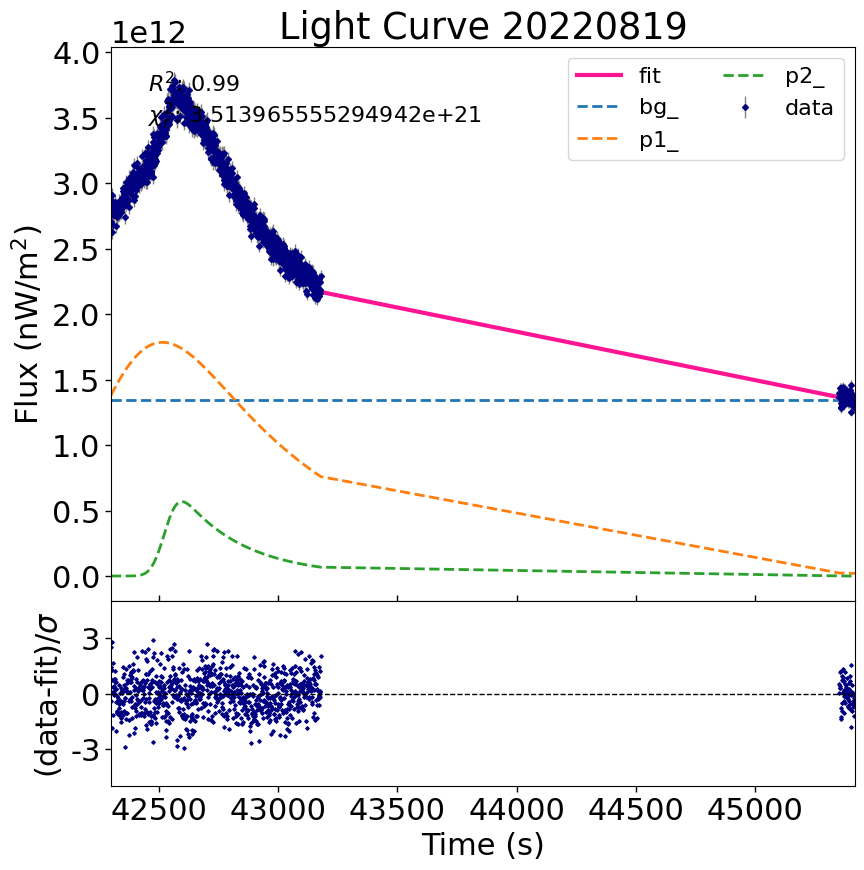 Light Curve 20220819
1e12
R²: 0.99
3.513965555294942e+21
fit
bg_
p1_
p2_
data
4.0
3.5
3.0
2.5
2.0
1.5
1.0
0.5
0.0
Flux (nW/m²)
3
0
-3
(data-fit)/σ
42500 43000 43500 44000 44500 45000
Time (s)